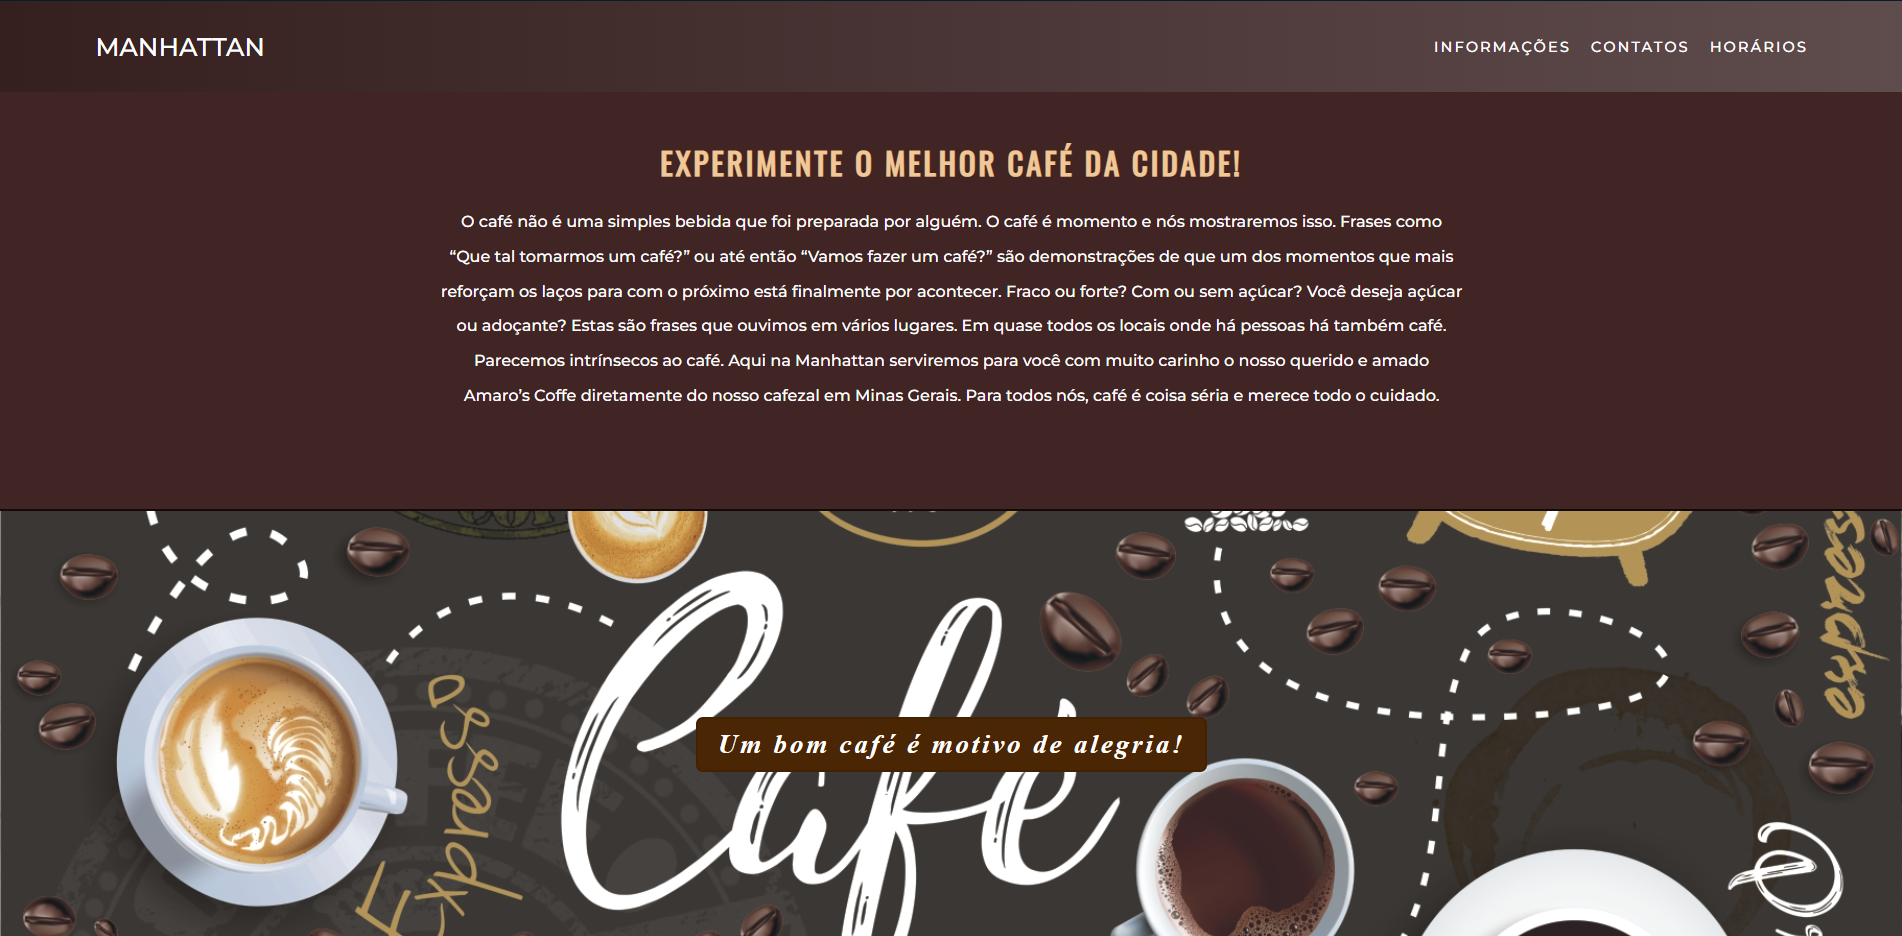 MANHATTAN
INFORMAÇÕES CONTATOS HORÁRIOS
EXPERIMENTE O MELHOR CAFÉ DA CIDADE!
O café não é uma simples bebida que foi preparada por alguém. O café é momento e nós mostraremos isso. Frases como
“Que tal tomarmos um café?” ou até então “Vamos fazer um café?” são demonstrações de que um dos momentos que mais
reforçam os laços para com o próximo está finalmente por acontecer. Fraco ou forte? Com ou sem açúcar? Você deseja açúcar
ou adoçante? Estas são frases que ouvimos em vários lugares. Em quase todos os locais onde há pessoas há também café.
Parecemos intrínsecos ao café. Aqui na Manhattan serviremos para você com muito carinho o nosso querido e amado
Amaro’s Coffe diretamente do nosso cafezal em Minas Gerais. Para todos nós, café é coisa séria e merece todo o cuidado.
Café
Um bom café é motivo de alegria!
Expresso